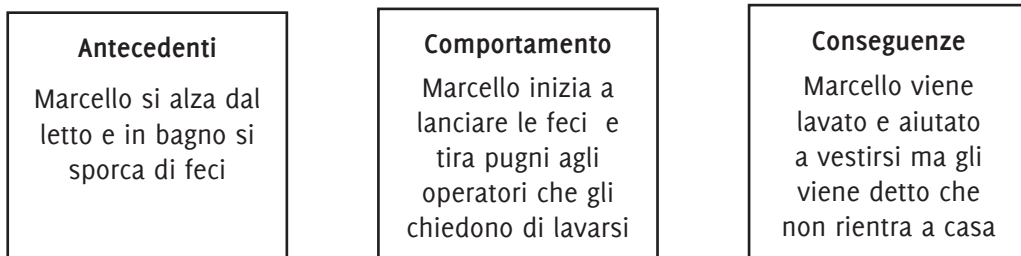 Antecedenti
Marcello si alza dal
letto e in bagno si
sporca di feci
Comportamento
Marcello inizia a
lanciare le feci e
tira pugni agli
operatori che gli
chiedono di lavarsi
Conseguenze
Marcello viene
lavato e aiutato
a vestirsi ma gli
viene detto che
non rientra a casa